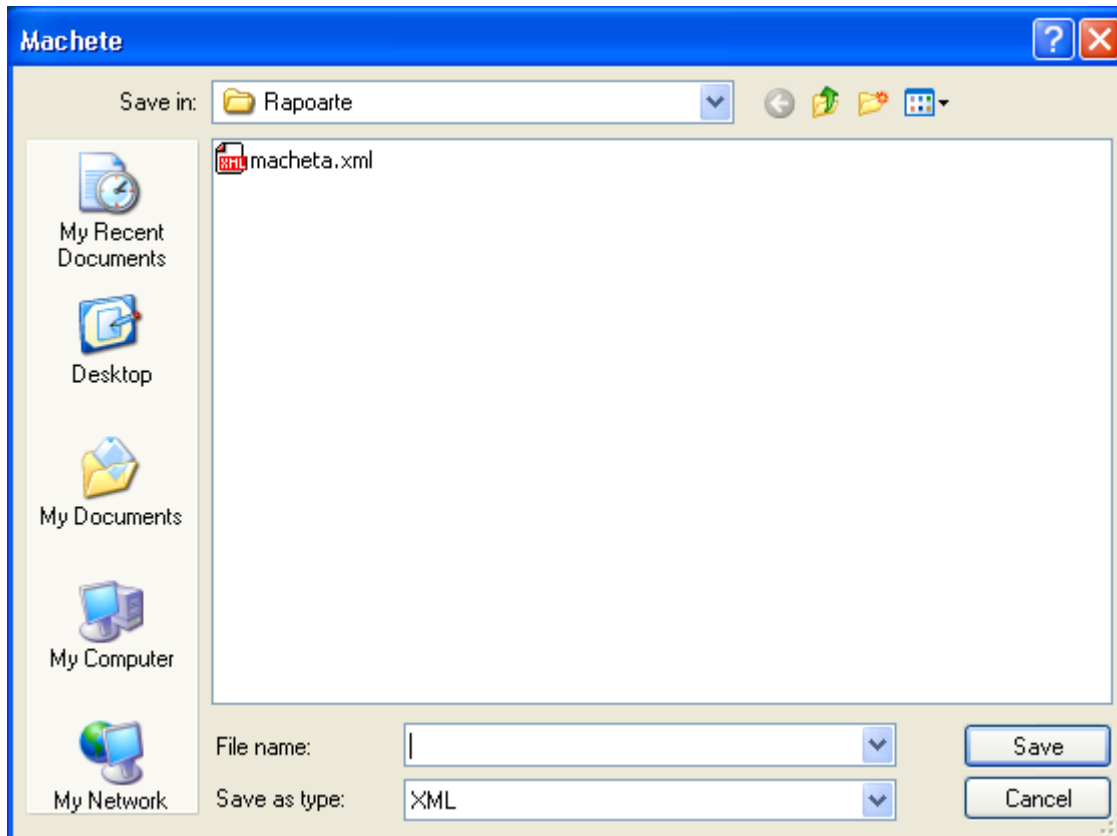 Machete
Save in: Rapoarte
macheta.xml
My Recent
Documents
Desktop
My Documents
My Computer
My Network
File name:
Save
Save as type: XML
Cancel